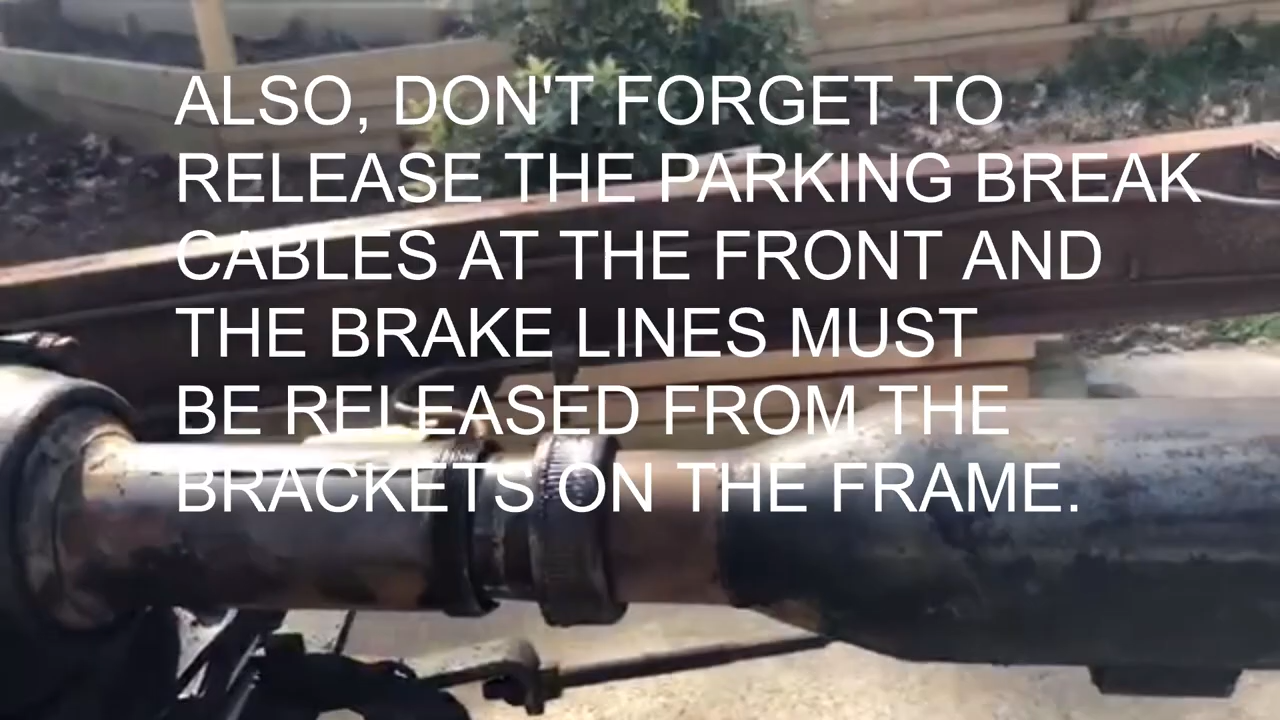 ALSO, DON'T FORGET TO
RELEASE THE PARKING BREAK
CABLES AT THE FRONT AND
THE BRAKE LINES MUST
BE RELEASED FROM THE
BRACKETS ON THE FRAME.